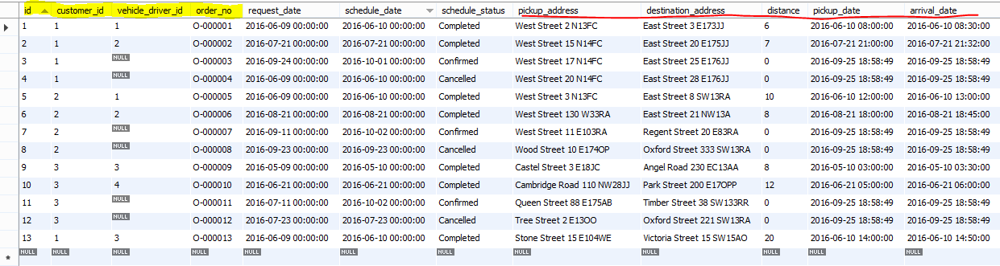 id customer_id vehicle_driver_id order_no request_date schedule_date schedule_status pickup_address destination_address distance pickup_date arrival_date
1 1 1 O-000001 2016-06-09 00:00:00 2016-06-10 00:00:00 Completed West Street 2 N13FC East Street 3 E173JJ 6 2016-06-10 08:00:00 2016-06-10 08:30:00
2 1 2 O-000002 2016-07-21 00:00:00 2016-07-21 00:00:00 Completed West Street 15 N14FC East Street 20 E175JJ 7 2016-07-21 21:00:00 2016-07-21 21:32:00
3 1 NULL O-000003 2016-09-24 00:00:00 2016-10-01 00:00:00 Confirmed West Street 17 N14FC East Street 25 E176JJ 0 2016-09-25 18:58:49 2016-09-25 18:58:49
4 1 NULL O-000004 2016-06-09 00:00:00 2016-06-10 00:00:00 Cancelled West Street 20 N14FC East Street 28 E176JJ 0 2016-09-25 18:58:49 2016-09-25 18:58:49
5 2 1 O-000005 2016-06-09 00:00:00 2016-06-10 00:00:00 Completed West Street 3 N13FC East Street 8 SW13RA 10 2016-06-10 12:00:00 2016-06-10 13:00:00
6 2 2 O-000006 2016-08-21 00:00:00 2016-08-21 00:00:00 Completed West Street 130 W33RA East Street 21 NW13A 8 2016-08-21 18:00:00 2016-08-21 18:45:00
7 2 NULL O-000007 2016-09-11 00:00:00 2016-10-02 00:00:00 Confirmed West Street 11 E103RA Regent Street 20 E83RA 0 2016-09-25 18:58:49 2016-09-25 18:58:49
8 2 NULL O-000008 2016-09-23 00:00:00 2016-09-23 00:00:00 Cancelled Wood Street 10 E174OP Oxford Street 333 SW13RA 0 2016-09-25 18:58:49 2016-09-25 18:58:49
9 3 3 O-000009 2016-05-09 00:00:00 2016-05-10 00:00:00 Completed Castel Street 3 E18JC Angel Road 230 EC13AA 8 2016-05-10 03:00:00 2016-05-10 03:30:00
10 3 4 O-000010 2016-06-21 00:00:00 2016-06-21 00:00:00 Completed Cambridge Road 110 NW28JJ Park Street 200 E17OPP 12 2016-06-21 05:00:00 2016-06-21 06:00:00
11 3 NULL O-000011 2016-07-11 00:00:00 2016-10-02 00:00:00 Confirmed Queen Street 88 E175AB Timber Street 38 SW133RR 0 2016-09-25 18:58:49 2016-09-25 18:58:49
12 3 NULL O-000012 2016-07-23 00:00:00 2016-07-23 00:00:00 Cancelled Tree Street 2 E13OO Oxford Street 221 SW13RA 0 2016-09-25 18:58:49 2016-09-25 18:58:49
13 1 3 O-000013 2016-06-09 00:00:00 2016-06-10 00:00:00 Completed Stone Street 15 E104WE Victoria Street 15 SW15AO 20 2016-06-10 14:00:00 2016-06-10 14:50:00
NULL NULL NULL NULL NULL NULL NULL NULL NULL NULL NULL NULL